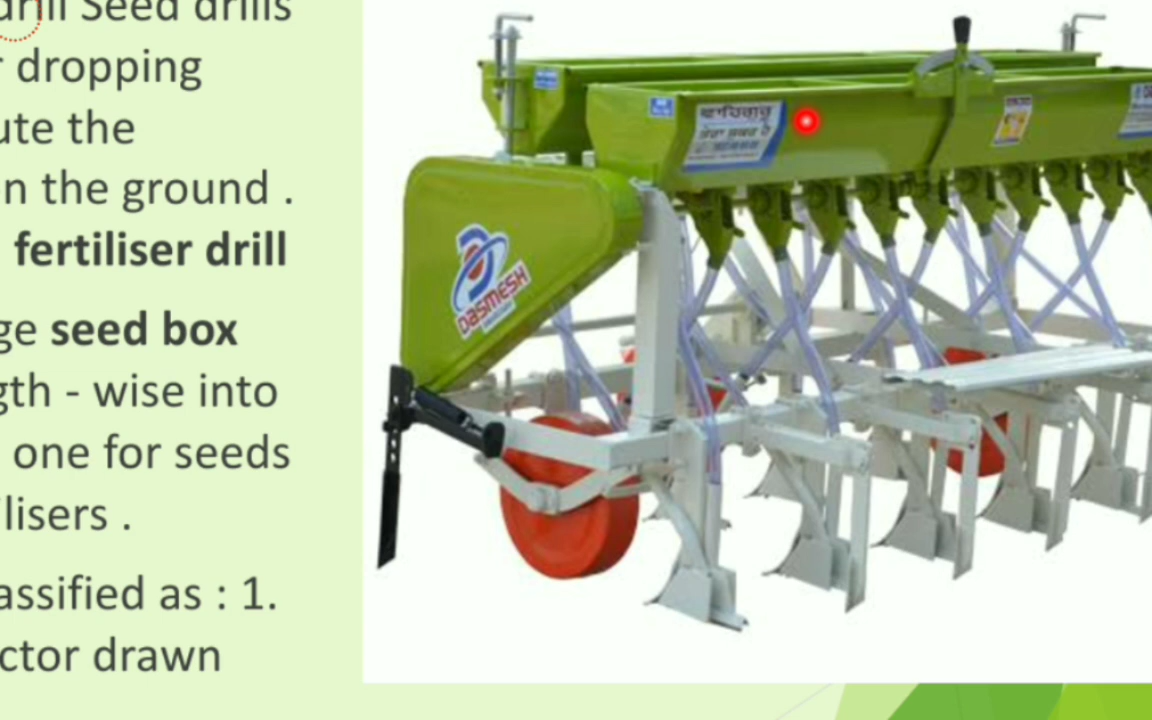 drill Seed drills
dropping
ute the
on the ground .
fertiliser drill
ge seed box
gth - wise into
one for seeds
lisers .
assified as : 1.
ctor drawn
ਵਾਹਿਗੁਰੂ
DASMESH